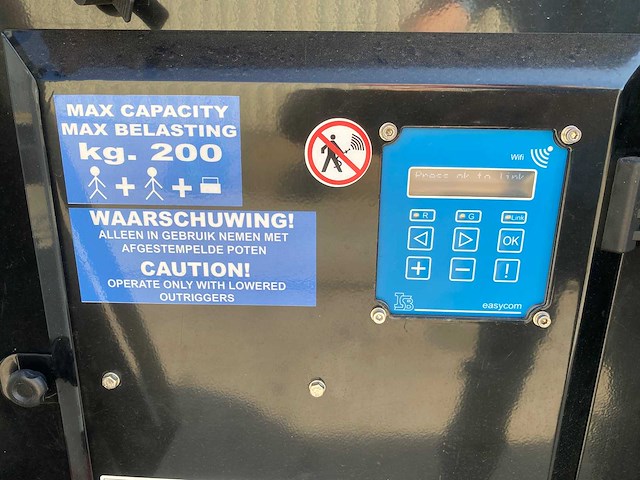 MAX CAPACITY
MAX BELASTING
kg. 200
+ +
WAARSCHUWING!
ALLEEN IN GEBRUIK NEMEN MET
AFGESTEMPELDE POTEN
CAUTION!
OPERATE ONLY WITH LOWERED
OUTRIGGERS
Wifi
Press ok to link
R G Link
OK
+ − !
easycom